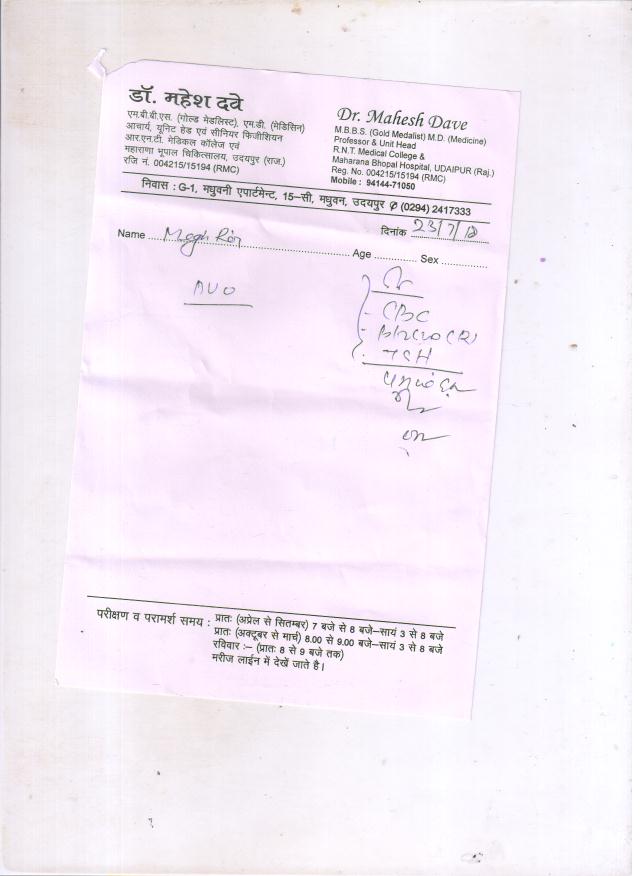 डॉ. महेश दवे
एम.बी.बी.एस. (गोल्ड मेडलिस्ट), एम.डी. (मेडिसिन)
आचार्य, यूनिट हेड एवं सीनियर फिजीशियन
आर.एन.टी. मेडिकल कॉलेज एवं
महाराणा भूपाल चिकित्सालय, उदयपुर (राज.)
रजि नं. 004215/15194 (RMC)
Dr. Mahesh Dave
M.B.B.S. (Gold Medalist) M.D. (Medicine)
Professor & Unit Head
R.N.T. Medical College &
Maharana Bhopal Hospital, UDAIPUR (Raj.)
Reg. No. 004215/15194 (RMC)
Mobile : 94144-71050
निवास : G-1, मधुवनी एपार्टमेन्ट, 15-सी, मधुवन, उदयपुर ✆ (0294) 2417333
दिनांक 23/7/
Name Megh
Age Sex
CBC
TSH
परीक्षण व परामर्श समय : प्रातः (अप्रेल से सितम्बर) 7 बजे से 8 बजे-सायं 3 से 8 बजे
प्रातः (अक्टूबर से मार्च) 8.00 से 9.00 बजे-सायं 3 से 8 बजे
रविवार :- (प्रातः 8 से 9 बजे तक)
मरीज लाईन में देखें जाते है।